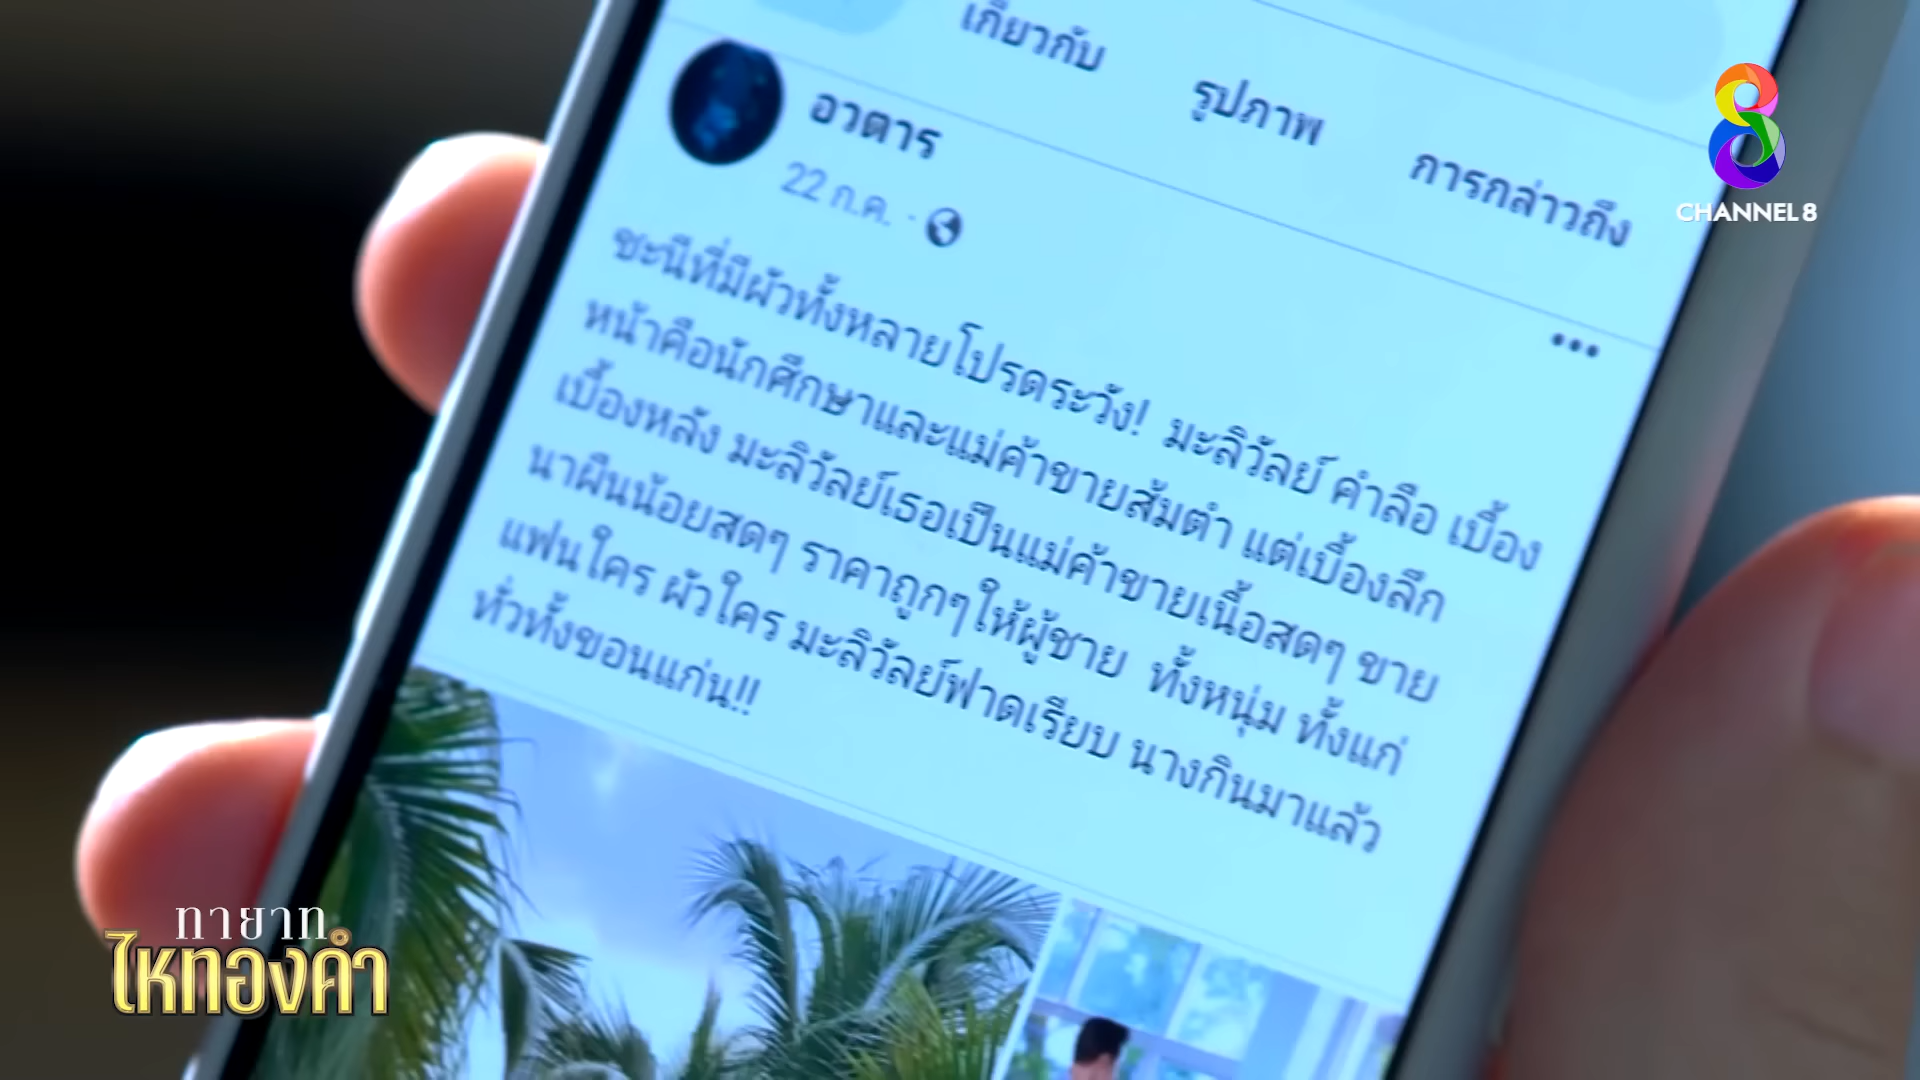 เกี่ยวกับ รูปภาพ การกล่าวถึง
อวตาร
22 ก.ค. ·
ชะนีที่มีผัวทั้งหลายโปรดระวัง! มะลิวัลย์ คำลือ เบื้อง
หน้าคือนักศึกษาและแม่ค้าขายส้มตำ แต่เบื้องลึก
เบื้องหลัง มะลิวัลย์เธอเป็นแม่ค้าขายเนื้อสดๆ ขาย
นาผืนน้อยสดๆ ราคาถูกๆให้ผู้ชาย ทั้งหนุ่ม ทั้งแก่
แฟนใคร ผัวใคร มะลิวัลย์ฟาดเรียบ นางกินมาแล้ว
ทั่วทั้งขอนแก่น!!
CHANNEL 8
ทายาท
ไหทองคำ